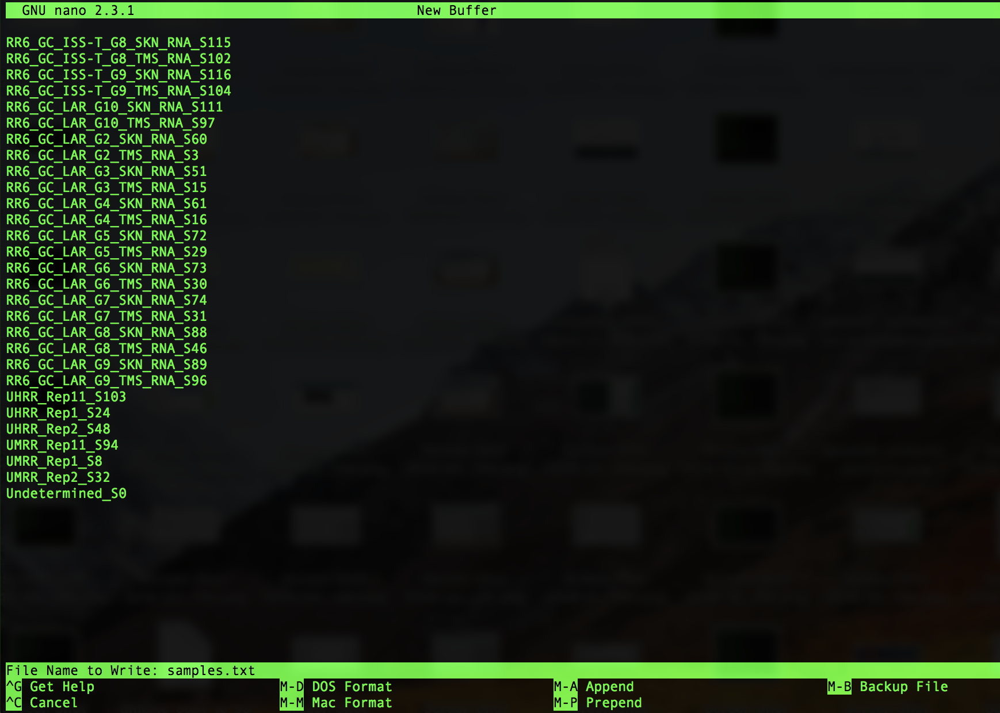 GNU nano 2.3.1 New Buffer
RR6_GC_ISS-T_G8_SKN_RNA_S115
RR6_GC_ISS-T_G8_TMS_RNA_S102
RR6_GC_ISS-T_G9_SKN_RNA_S116
RR6_GC_ISS-T_G9_TMS_RNA_S104
RR6_GC_LAR_G10_SKN_RNA_S111
RR6_GC_LAR_G10_TMS_RNA_S97
RR6_GC_LAR_G2_SKN_RNA_S60
RR6_GC_LAR_G2_TMS_RNA_S3
RR6_GC_LAR_G3_SKN_RNA_S51
RR6_GC_LAR_G3_TMS_RNA_S15
RR6_GC_LAR_G4_SKN_RNA_S61
RR6_GC_LAR_G4_TMS_RNA_S16
RR6_GC_LAR_G5_SKN_RNA_S72
RR6_GC_LAR_G5_TMS_RNA_S29
RR6_GC_LAR_G6_SKN_RNA_S73
RR6_GC_LAR_G6_TMS_RNA_S30
RR6_GC_LAR_G7_SKN_RNA_S74
RR6_GC_LAR_G7_TMS_RNA_S31
RR6_GC_LAR_G8_SKN_RNA_S88
RR6_GC_LAR_G8_TMS_RNA_S46
RR6_GC_LAR_G9_SKN_RNA_S89
RR6_GC_LAR_G9_TMS_RNA_S96
UHRR_Rep11_S103
UHRR_Rep1_S24
UHRR_Rep2_S48
UMRR_Rep11_S94
UMRR_Rep1_S8
UMRR_Rep2_S32
Undetermined_S0
File Name to Write: samples.txt
^G Get Help M-D DOS Format M-A Append M-B Backup File
^C Cancel M-M Mac Format M-P Prepend